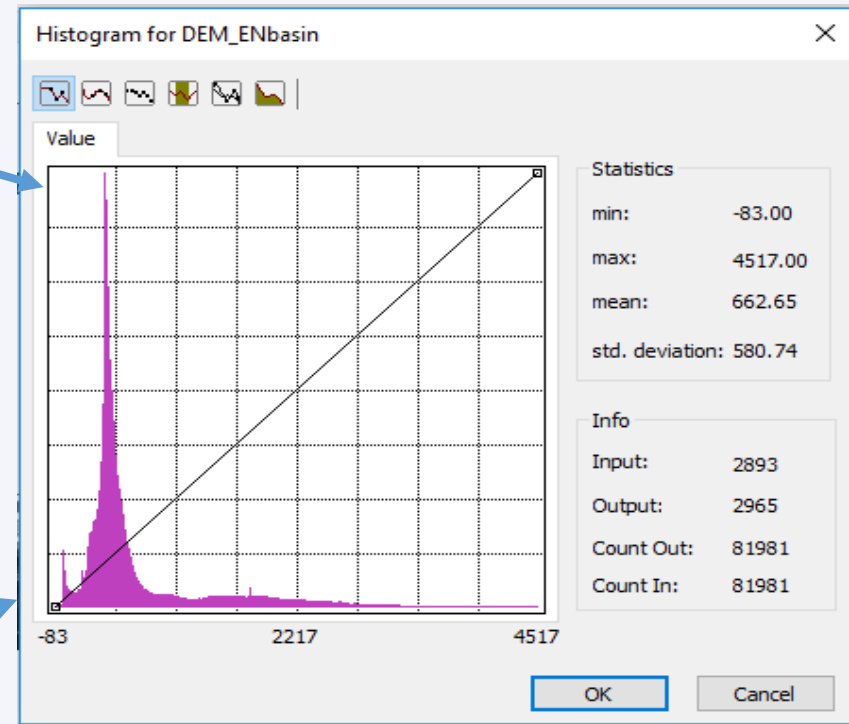 Histogram for DEM_ENbasin
Value
Statistics
min: -83.00
max: 4517.00
mean: 662.65
std. deviation: 580.74
Info
Input: 2893
Output: 2965
Count Out: 81981
Count In: 81981
-83 2217 4517
OK Cancel